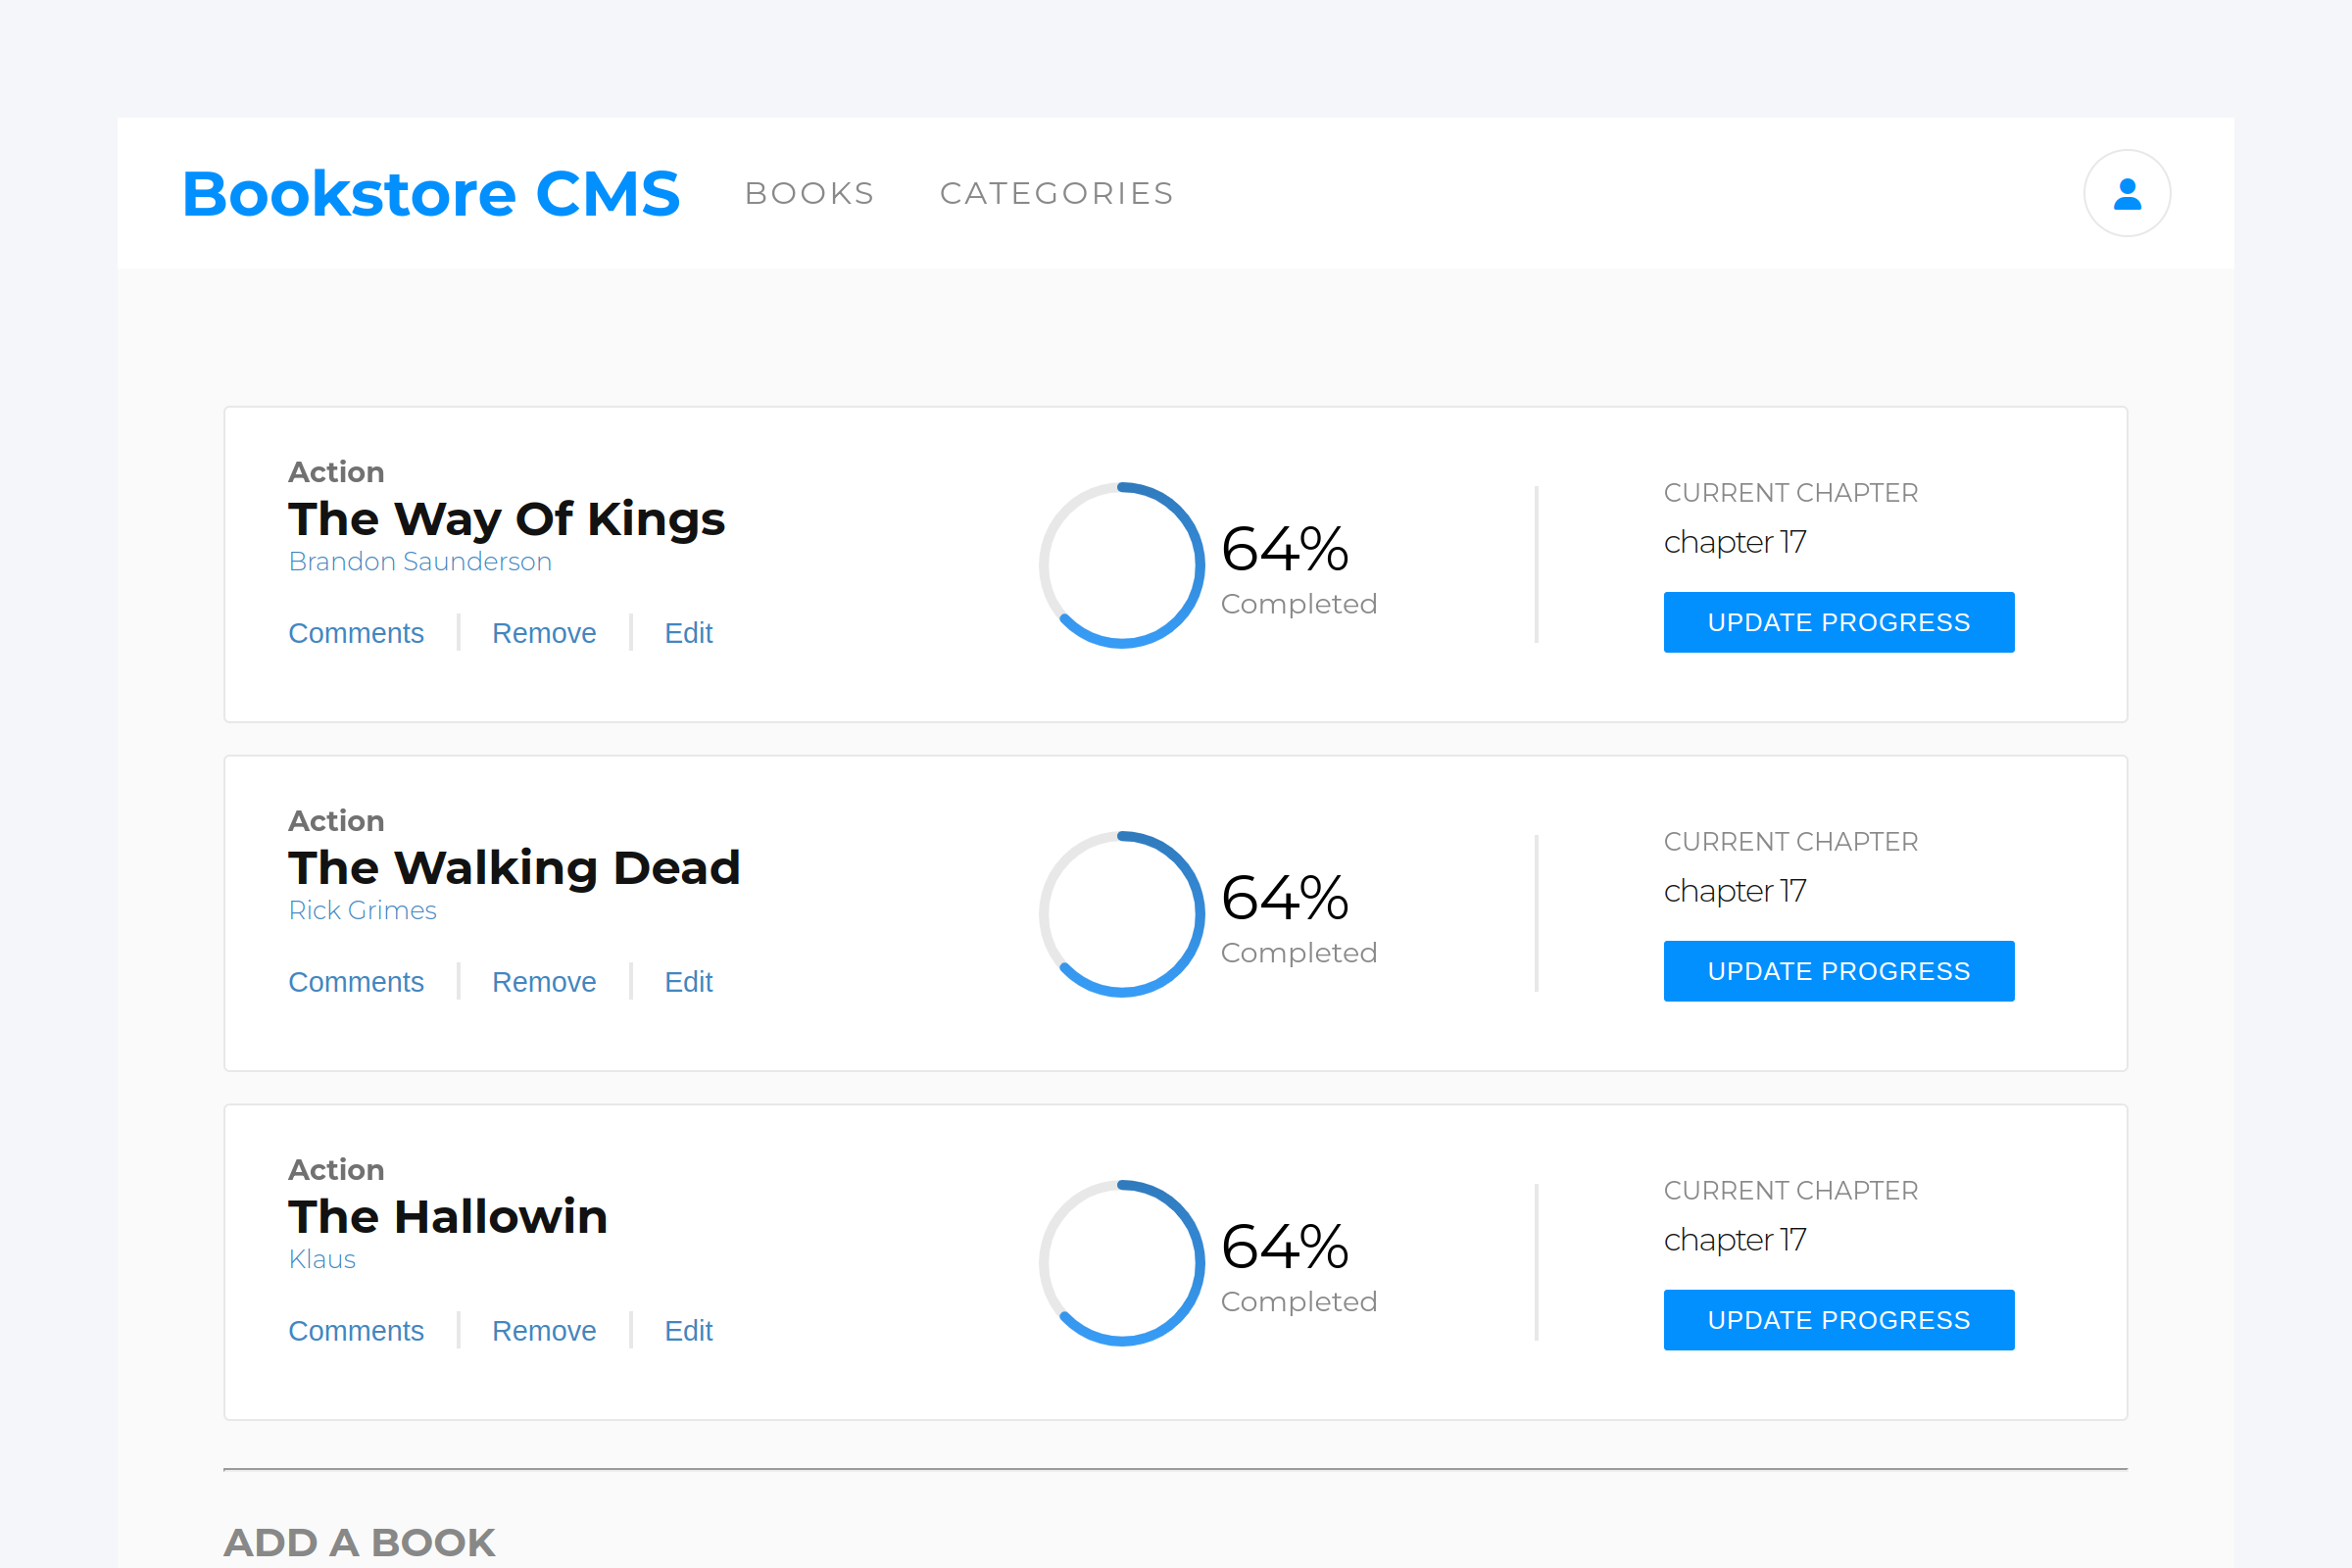 Bookstore CMS BOOKS CATEGORIES
Action
The Way Of Kings
Brandon Saunderson
Comments Remove Edit
64%
Completed
CURRENT CHAPTER
chapter 17
UPDATE PROGRESS
Action
The Walking Dead
Rick Grimes
Comments Remove Edit
64%
Completed
CURRENT CHAPTER
chapter 17
UPDATE PROGRESS
Action
The Hallowin
Klaus
Comments Remove Edit
64%
Completed
CURRENT CHAPTER
chapter 17
UPDATE PROGRESS
ADD A BOOK